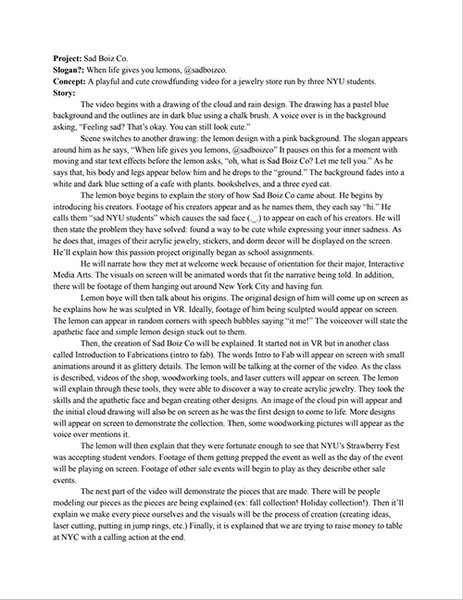 Project: Sad Boiz Co.
Slogan?: When life gives you lemons, @sadboizco.
Concept: A playful and cute crowdfunding video for a jewelry store run by three NYU students.
Story:
The video begins with a drawing of the cloud and rain design. The drawing has a pastel blue
background and the outlines are in dark blue using a chalk brush. A voice over is in the background
asking, “Feeling sad? That’s okay. You can still look cute.”
Scene switches to another drawing: the lemon design with a pink background. The slogan appears
around him as he says, “When life gives you lemons, @sadboizco” It pauses on this for a moment with
moving and star text effects before the lemon asks, “oh, what is Sad Boiz Co? Let me tell you.” As he
says that, his body and legs appear below him and he drops to the “ground.” The background fades into a
white and dark blue setting of a cafe with plants. bookshelves, and a three eyed cat.
The lemon boye begins to explain the story of how Sad Boiz Co came about. He begins by
introducing his creators. Footage of his creators appear and as he names them, they each say “hi.” He
calls them “sad NYU students” which causes the sad face (._.) to appear on each of his creators. He will
then state the problem they have solved: found a way to be cute while expressing your inner sadness. As
he does that, images of their acrylic jewelry, stickers, and dorm decor will be displayed on the screen.
He’ll explain how this passion project originally began as school assignments.
He will narrate how they met at welcome week because of orientation for their major, Interactive
Media Arts. The visuals on screen will be animated words that fit the narrative being told. In addition,
there will be footage of them hanging out around New York City and having fun.
Lemon boye will then talk about his origins. The original design of him will come up on screen as
he explains how he was sculpted in VR. Ideally, footage of him being sculpted would appear on screen.
The lemon can appear in random corners with speech bubbles saying “it me!” The voiceover will state the
apathetic face and simple lemon design stuck out to them.
Then, the creation of Sad Boiz Co will be explained. It started not in VR but in another class
called Introduction to Fabrications (intro to fab). The words Intro to Fab will appear on screen with small
animations around it as glittery details. The lemon will be talking at the corner of the video. As the class
is described, videos of the shop, woodworking tools, and laser cutters will appear on screen. The lemon
will explain through these tools, they were able to discover a way to create acrylic jewelry. They took the
skills and the apathetic face and began creating other designs. An image of the cloud pin will appear and
the initial cloud drawing will also be on screen as he was the first design to come to life. More designs
will appear on screen to demonstrate the collection. Then, some woodworking pictures will appear as the
voice over mentions it.
The lemon will then explain that they were fortunate enough to see that NYU’s Strawberry Fest
was accepting student vendors. Footage of them getting prepped the event as well as the day of the event
will be playing on screen. Footage of other sale events will begin to play as they describe other sale
events.
The next part of the video will demonstrate the pieces that are made. There will be people
modeling our pieces as the pieces are being explained (ex: fall collection! Holiday collection!). Then it’ll
explain we make every piece ourselves and the visuals will be the process of creation (creating ideas,
laser cutting, putting in jump rings, etc.) Finally, it is explained that we are trying to raise money to table
at NYC with a calling action at the end.